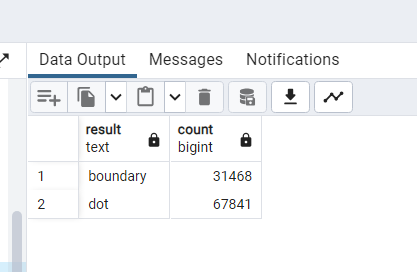 Data Output Messages Notifications
result count
text bigint
1 boundary 31468
2 dot 67841